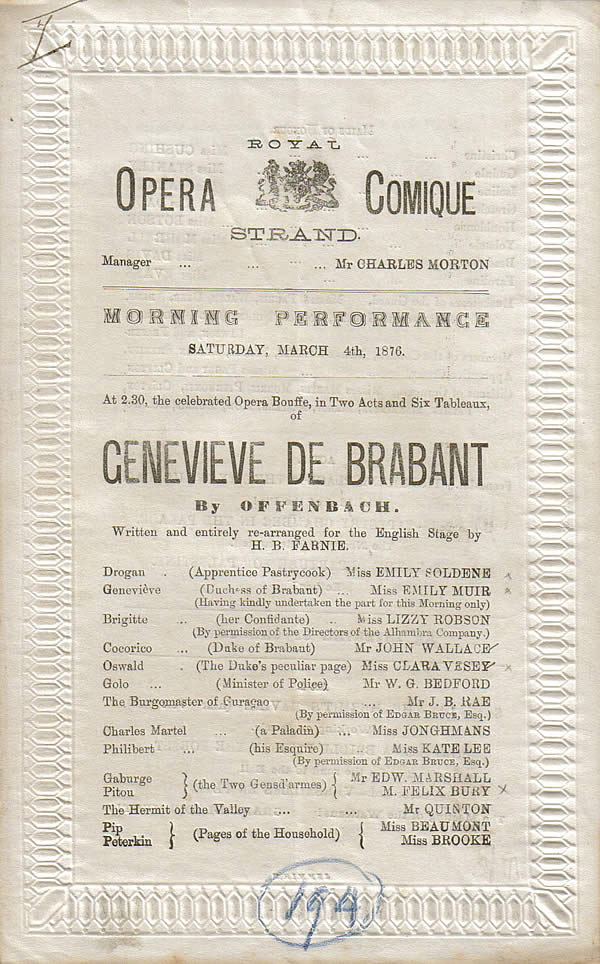 ROYAL
OPERA COMIQUE
STRAND.
Manager ... ... ... Mr CHARLES MORTON
MORNING PERFORMANCE
SATURDAY, MARCH 4th, 1876.
At 2.30, the celebrated Opera Bouffe, in Two Acts and Six Tableaux,
of
GENEVIEVE DE BRABANT
By OFFENBACH.
Written and entirely re-arranged for the English Stage by
H. B. FARNIE.
Drogan . (Apprentice Pastrycook) Miss EMILY SOLDENE
Geneviève (Duchess of Brabant) ... Miss EMILY MUIR
(Having kindly undertaken the part for this Morning only)
Brigitte ... (her Confidante) .. Miss LIZZY ROBSON
(By permission of the Directors of the Alhambra Company.)
Cocorico ... (Duke of Brabant) Mr JOHN WALLACE
Oswald . (The Duke's peculiar page) Miss CLARA VESEY
Golo ... (Minister of Police) Mr W. G. BEDFORD
The Burgomaster of Curaçao ... Mr J. B. RAE
(By permission of EDGAR BRUCE, Esq.)
Charles Martel ... (a Paladin) ... Miss JONGHMANS
Philibert ... (his Esquire) ... Miss KATE LEE
(By permission of EDGAR BRUCE, Esq.)
Gaburge } (the Two Gensd'armes) { Mr EDW. MARSHALL
Pitou } { M. FELIX BURY
The Hermit of the Valley ... ... Mr QUINTON
Pip } (Pages of the Household) { Miss BEAUMONT
Peterkin } { Miss BROOKE